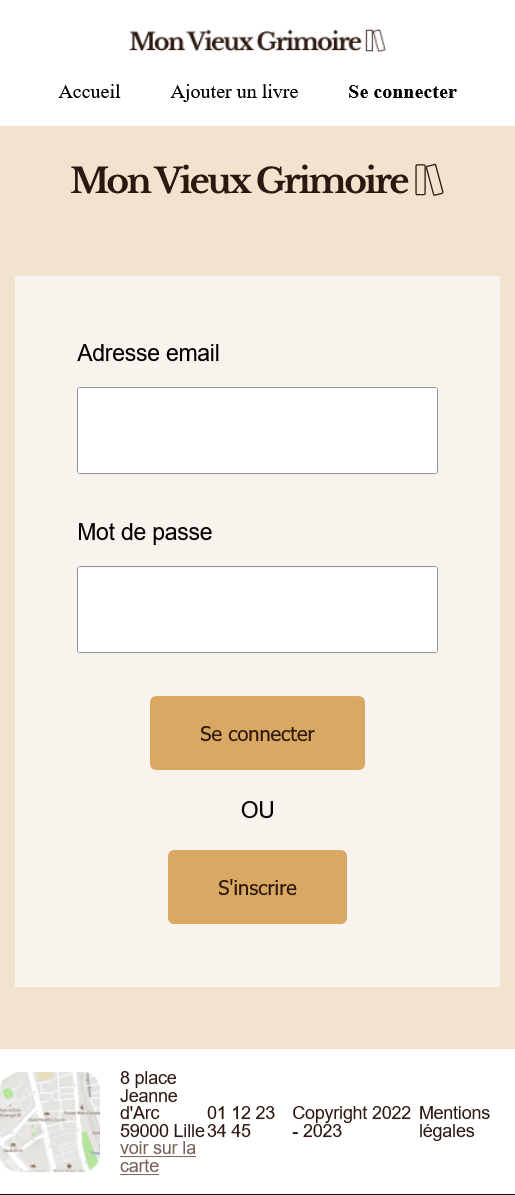 Mon Vieux Grimoire
Accueil
Ajouter un livre
Se connecter
Mon Vieux Grimoire
Adresse email
Mot de passe
Se connecter
OU
S'inscrire
8 place
Jeanne
d'Arc
59000 Lille
voir sur la
carte
01 12 23
34 45
Copyright 2022
- 2023
Mentions
légales